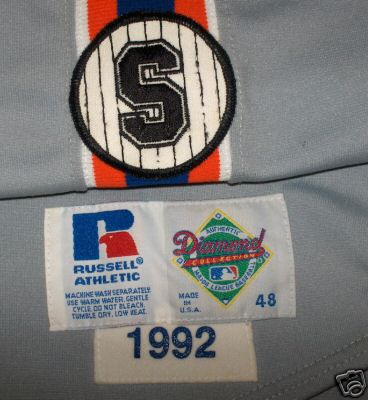 S
RUSSELL
ATHLETIC
MACHINE WASH SEPARATELY
USE WARM WATER, GENTLE
CYCLE. DO NOT BLEACH.
TUMBLE DRY, LOW HEAT.
AUTHENTIC
Diamond
COLLECTION
MAJOR LEAGUE BASEBALL
MADE IN
U.S.A.
48
1992
ebay